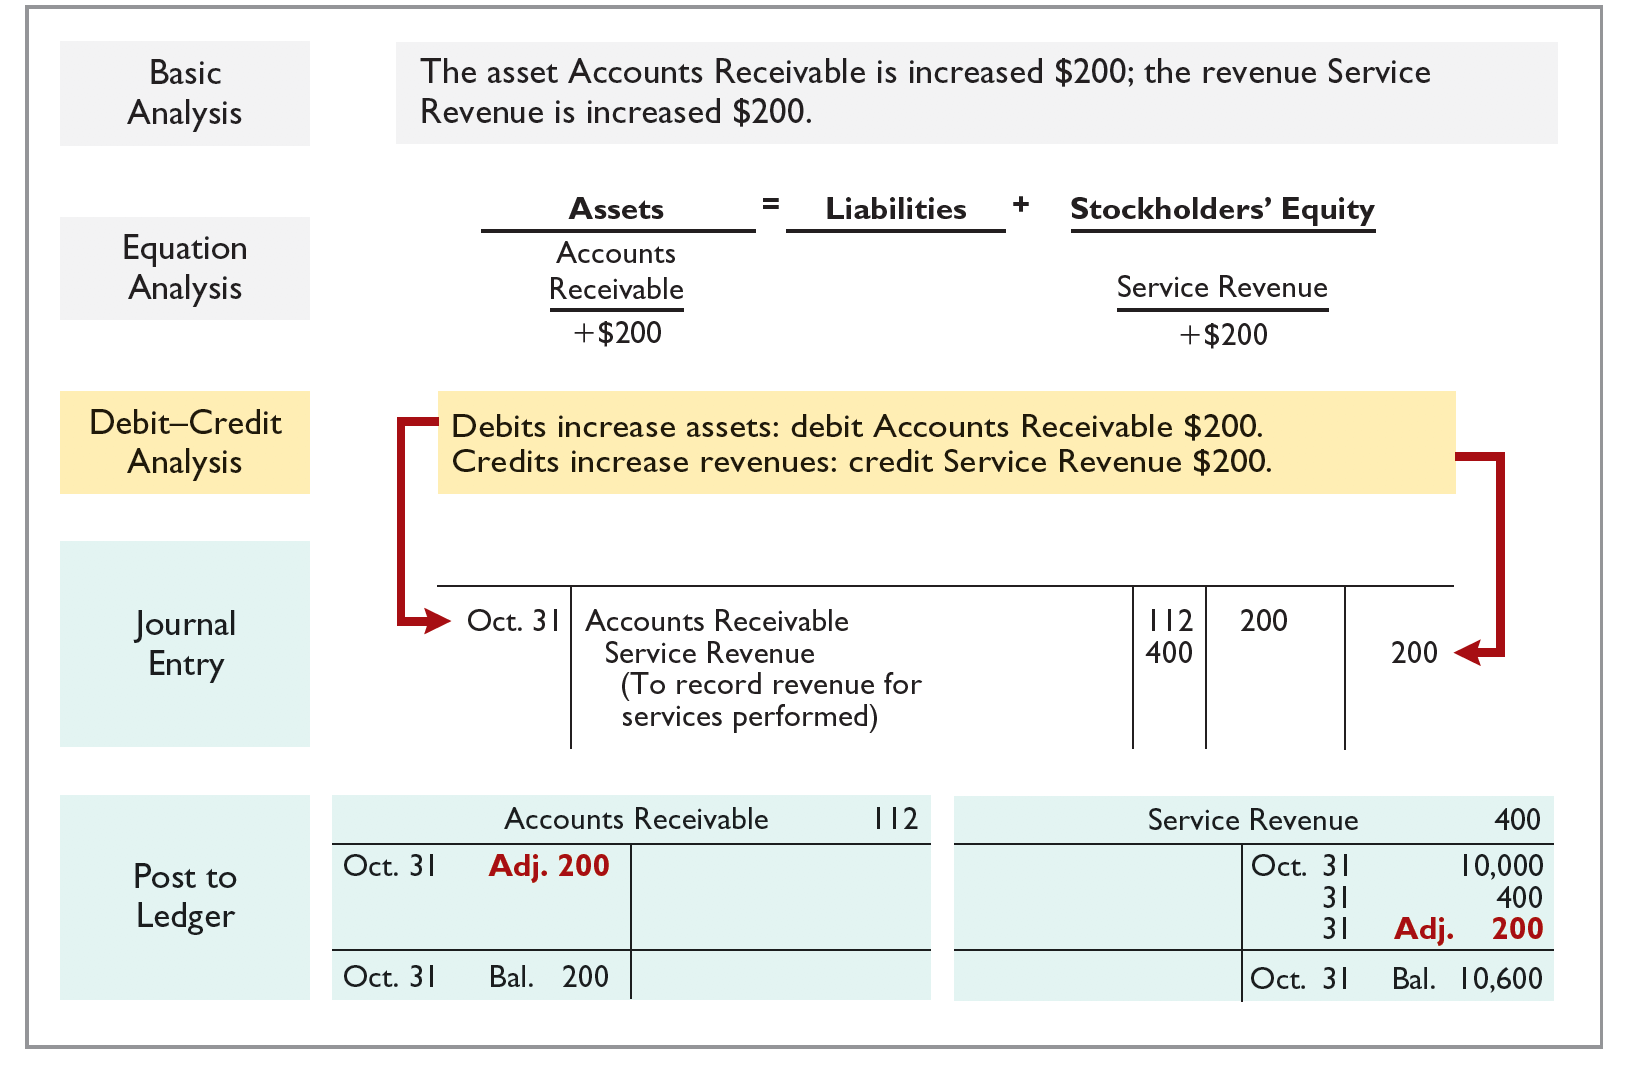 Basic
Analysis
The asset Accounts Receivable is increased $200; the revenue Service
Revenue is increased $200.
Equation
Analysis
Assets = Liabilities + Stockholders’ Equity
Accounts
Receivable
Service Revenue
+$200
+$200
Debit–Credit
Analysis
Debits increase assets: debit Accounts Receivable $200.
Credits increase revenues: credit Service Revenue $200.
Journal
Entry
Oct. 31 Accounts Receivable 112 200
Service Revenue 400 200
(To record revenue for
services performed)
Post to
Ledger
Accounts Receivable 112
Oct. 31 Adj. 200
Oct. 31 Bal. 200
Service Revenue 400
Oct. 31 10,000
31 400
31 Adj. 200
Oct. 31 Bal. 10,600